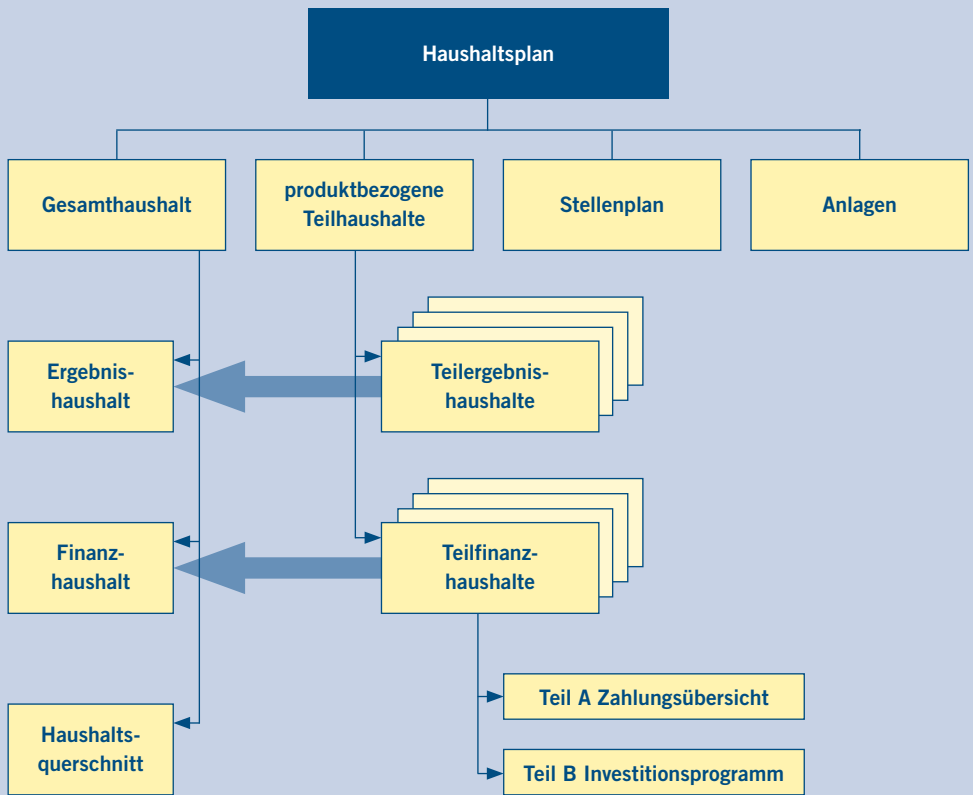 Haushaltsplan
Gesamthaushalt
produktbezogene
Teilhaushalte
Stellenplan
Anlagen
Ergebnis-
haushalt
Teilergebnis-
haushalte
Finanz-
haushalt
Teilfinanz-
haushalte
Haushalts-
querschnitt
Teil A Zahlungsübersicht
Teil B Investitionsprogramm